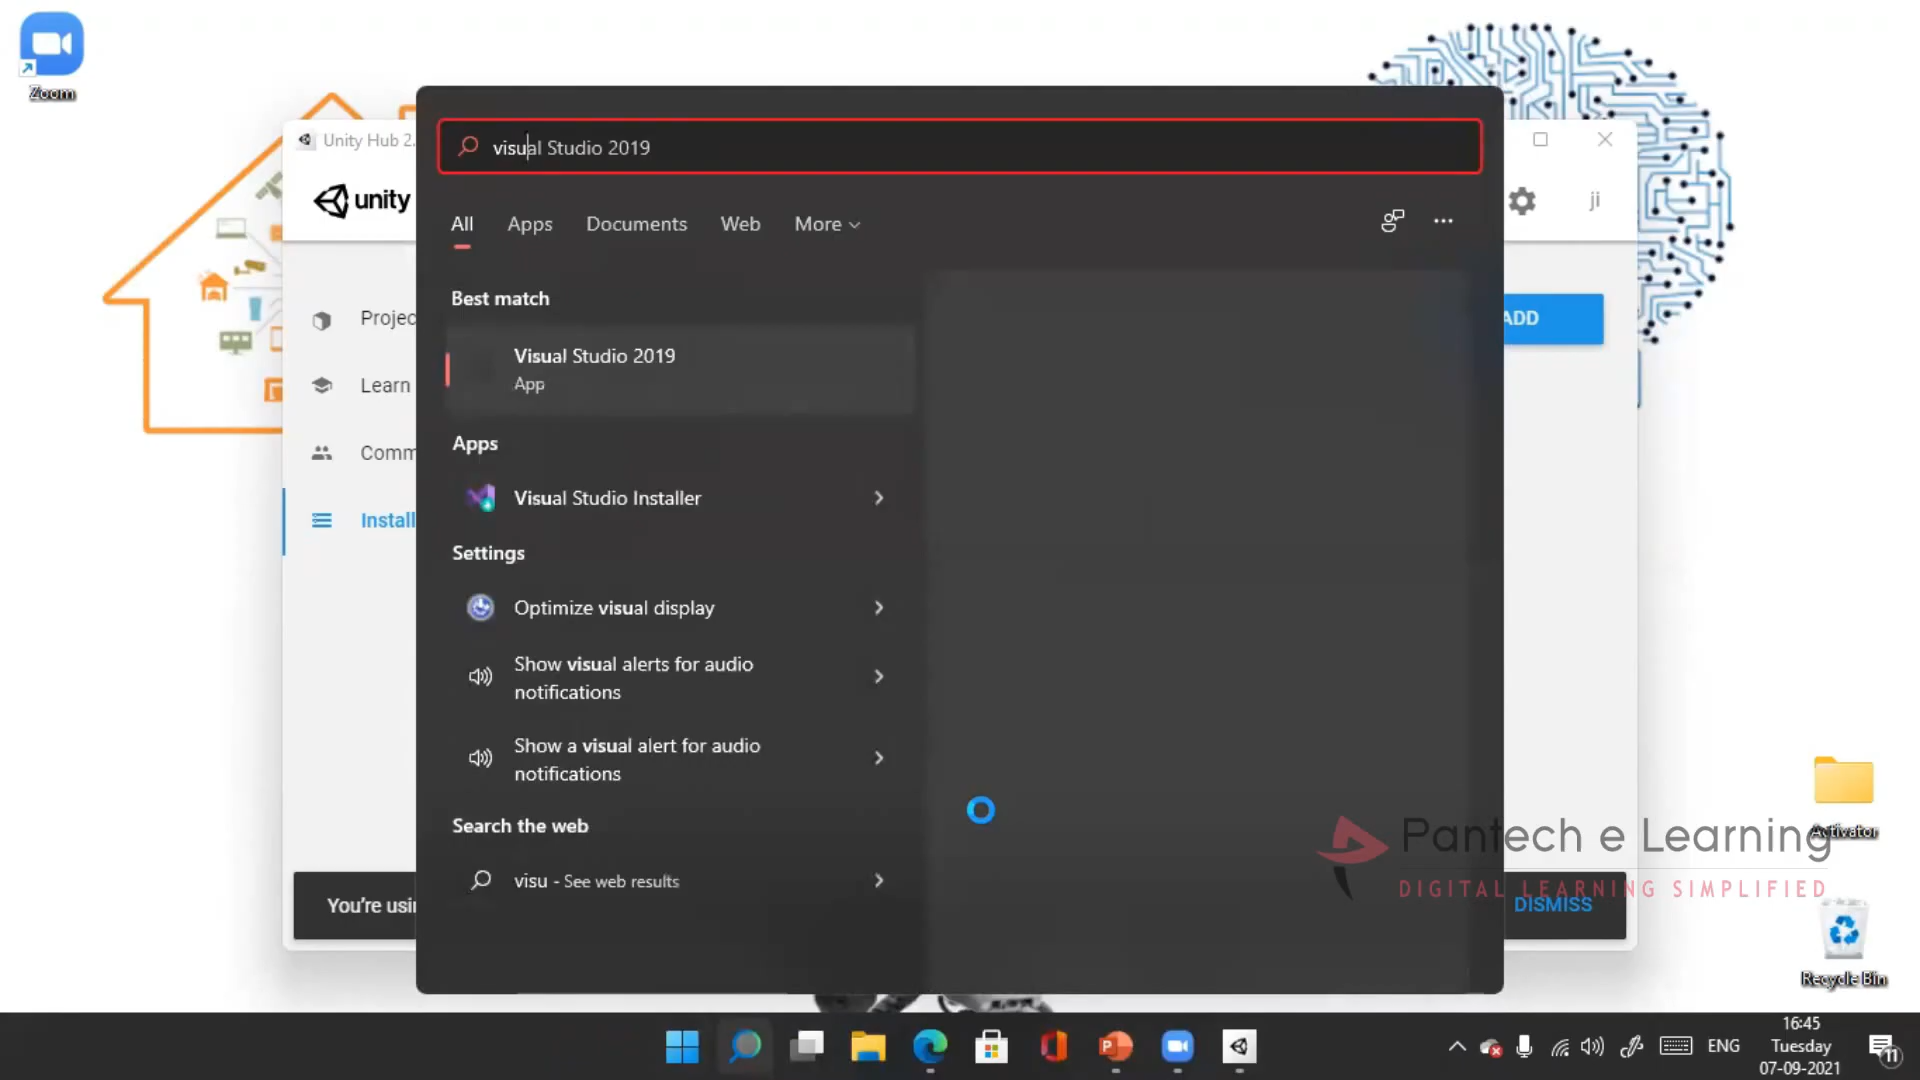 Zoom
Unity Hub 2.
unity
ji
Projec
Learn
Comm
Install
ADD
You're usin
DISMISS
visual Studio 2019
All Apps Documents Web More
Best match
Visual Studio 2019
App
Apps
Visual Studio Installer
Settings
Optimize visual display
Show visual alerts for audio
notifications
Show a visual alert for audio
notifications
Search the web
visu - See web results
Pantech e Learning
DIGITAL LEARNING SIMPLIFIED
Activator
Recycle Bin
ENG
16:45
Tuesday
07-09-2021
11